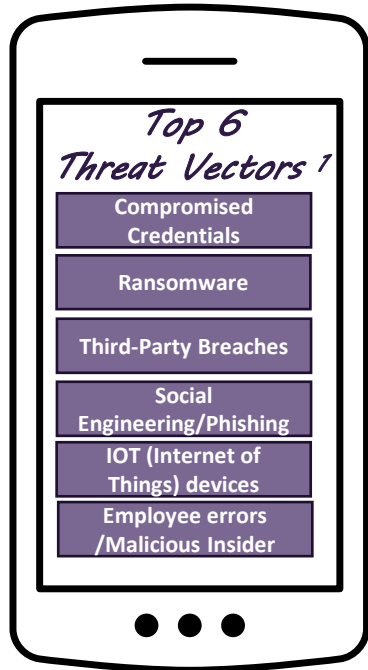 Top 6
Threat Vectors 1
Compromised
Credentials
Ransomware
Third-Party Breaches
Social
Engineering/Phishing
IOT (Internet of
Things) devices
Employee errors
/Malicious Insider